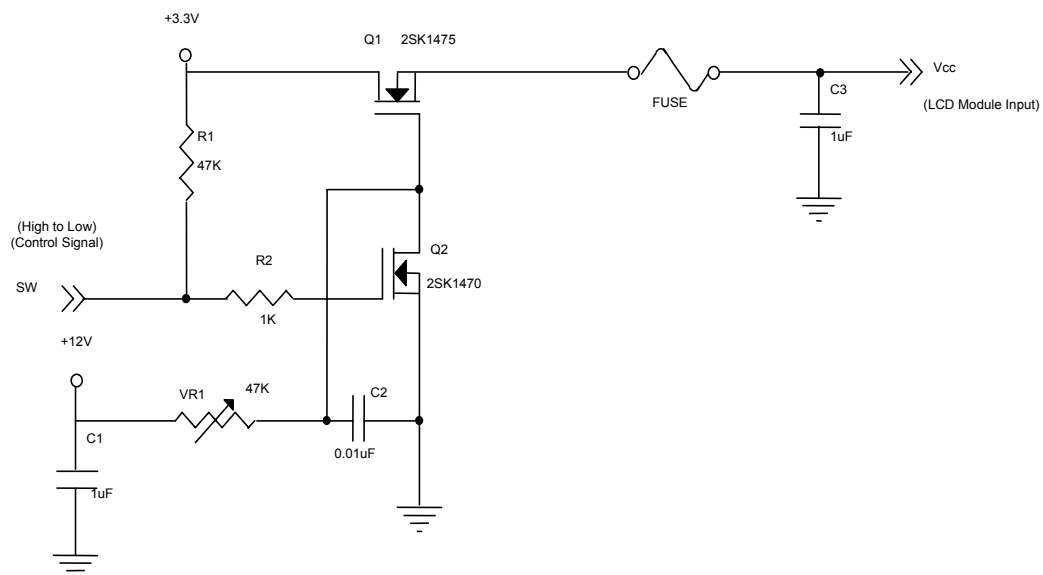 +3.3V
Q1 2SK1475
Vcc
FUSE
C3
(LCD Module Input)
1uF
R1
47K
(High to Low)
(Control Signal)
R2
Q2
2SK1470
SW
1K
+12V
VR1
47K
C2
C1
0.01uF
1uF